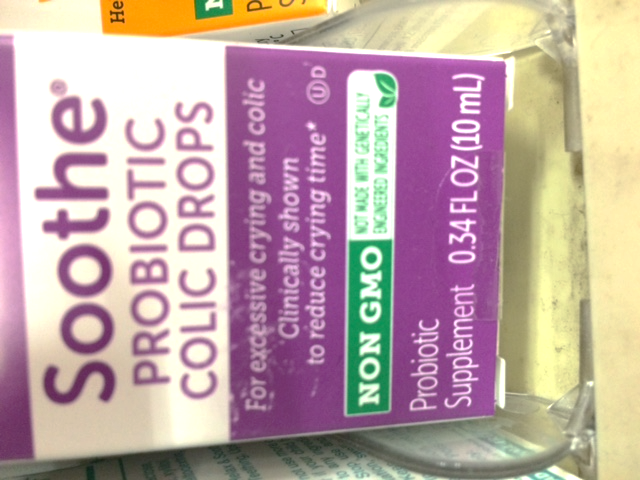 Soothe®
PROBIOTIC
COLIC DROPS
For excessive crying and colic
Clinically shown
to reduce crying time*
U D
NON GMO
NOT MADE WITH GENETICALLY
ENGINEERED INGREDIENTS
Probiotic
Supplement 0.34 FL OZ (10 mL)
He